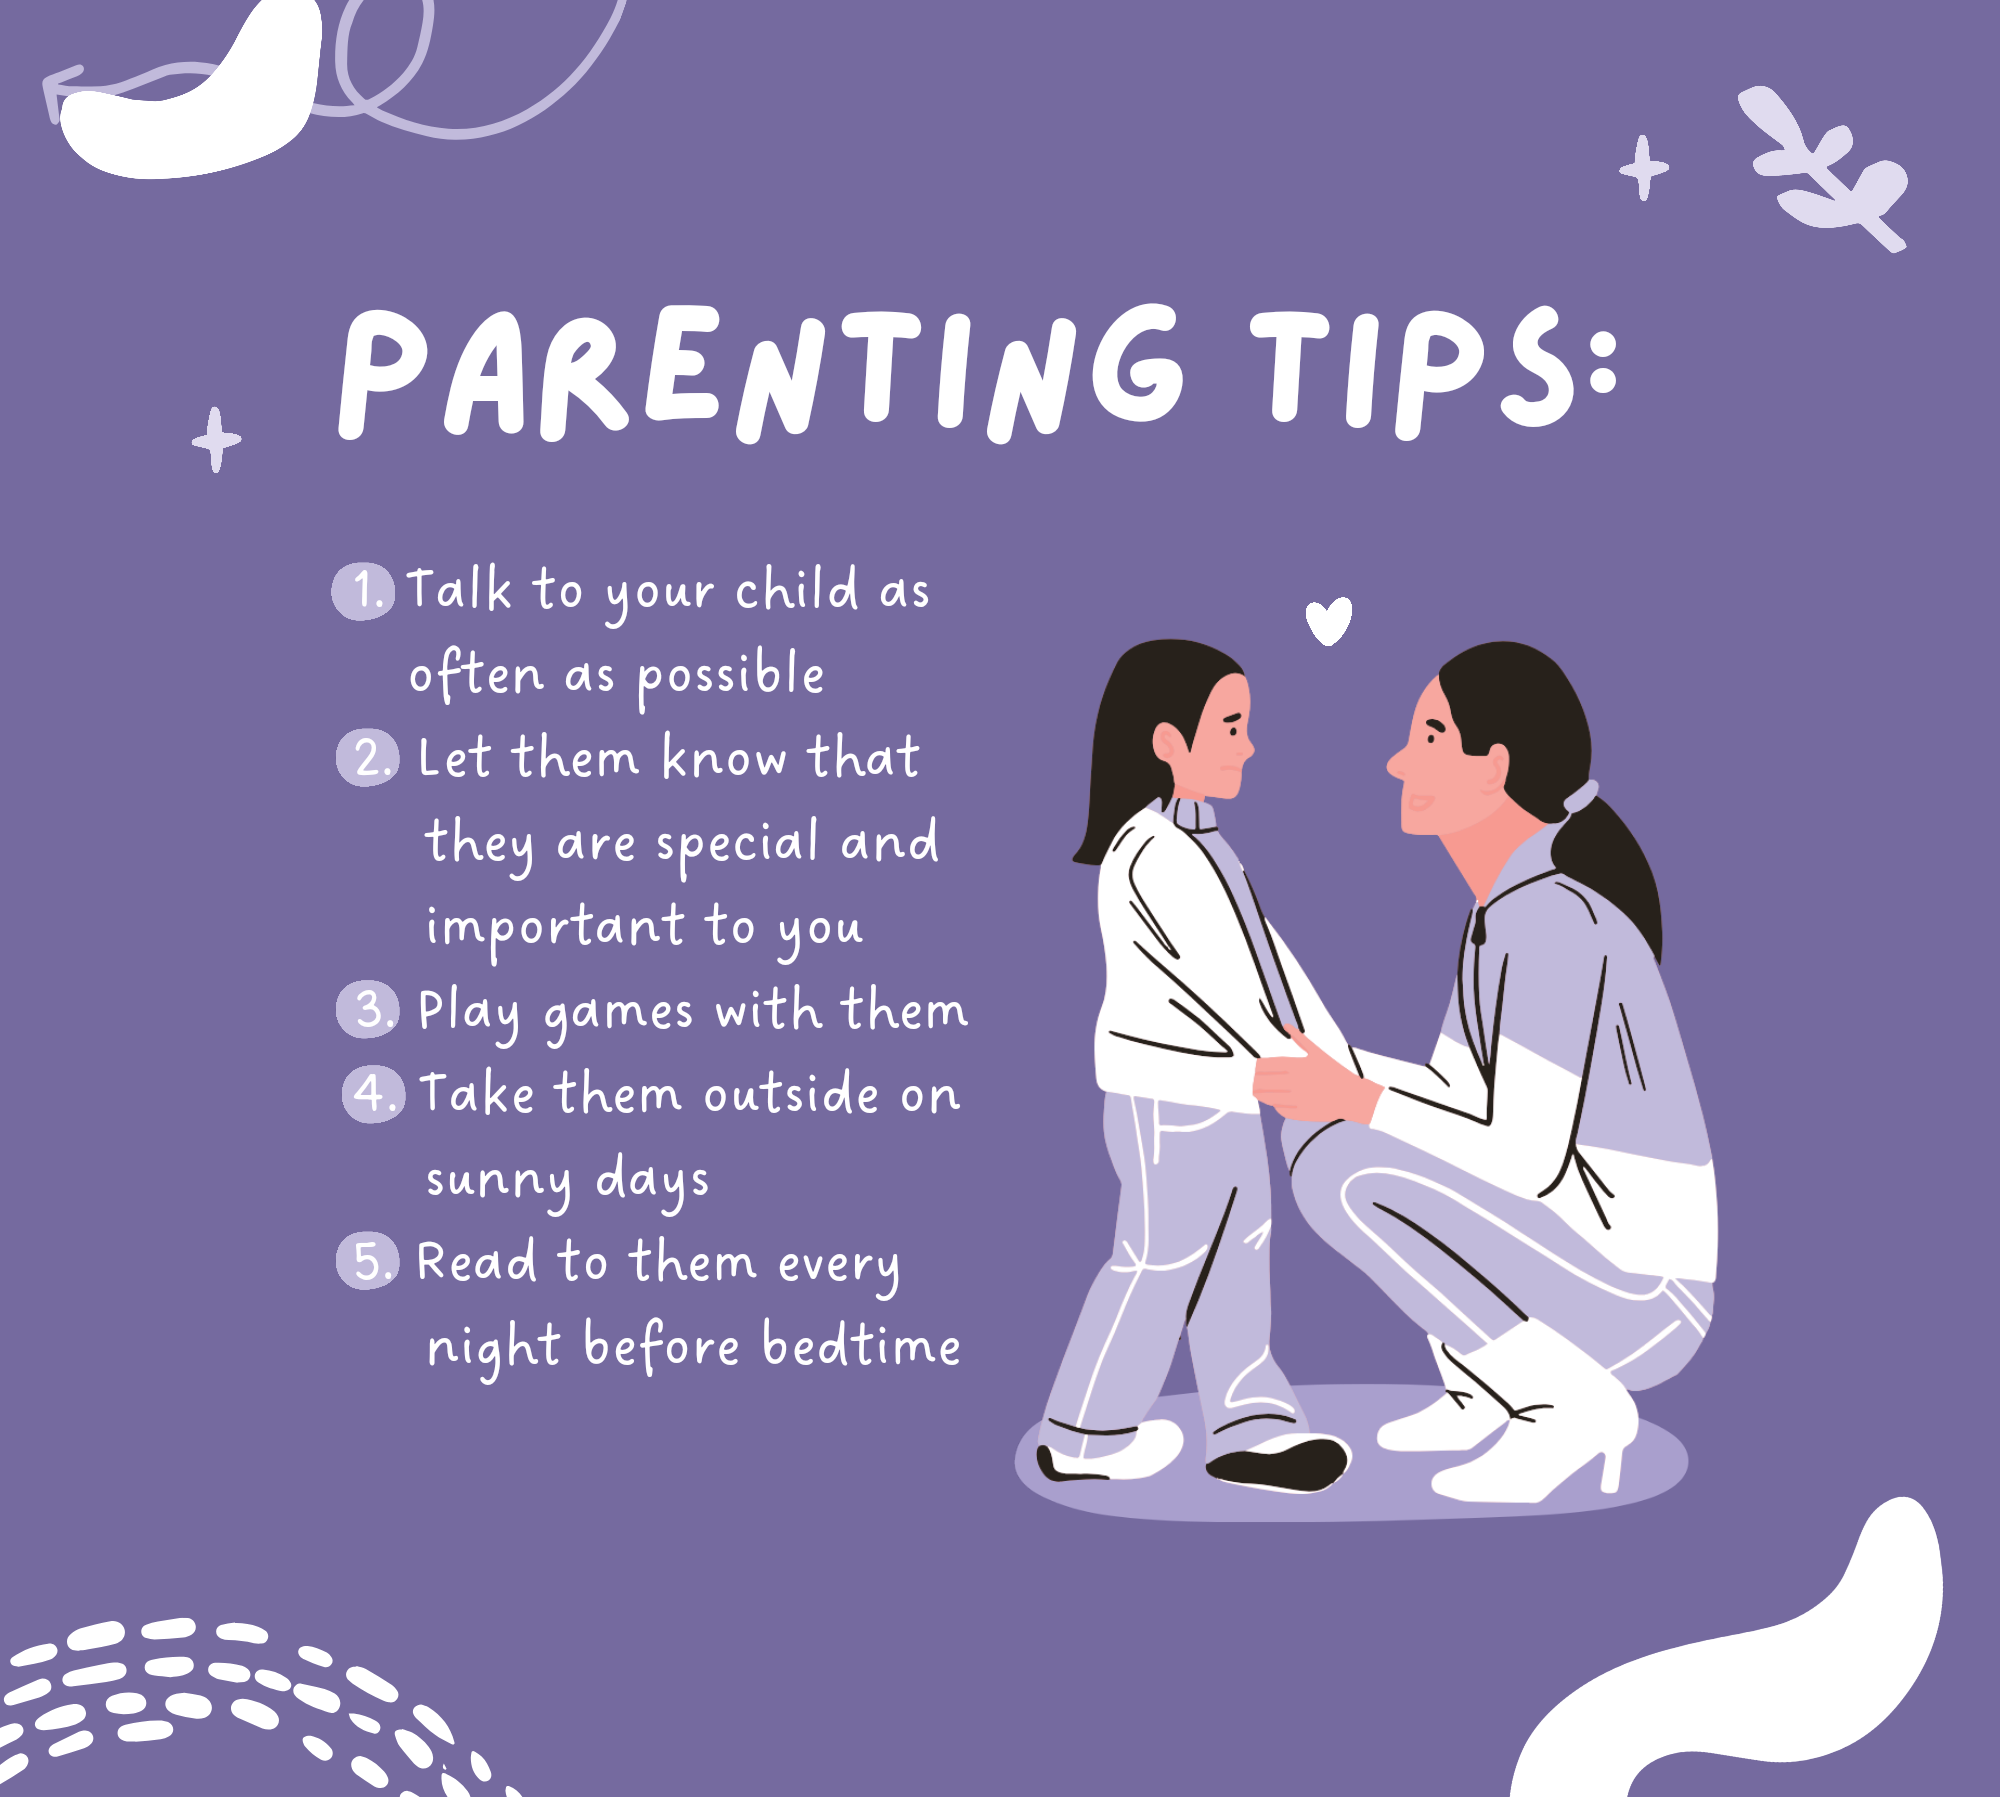 PARENTING TIPS:
1. Talk to your child as
often as possible
2. Let them know that
they are special and
important to you
3. Play games with them
4. Take them outside on
sunny days
5. Read to them every
night before bedtime